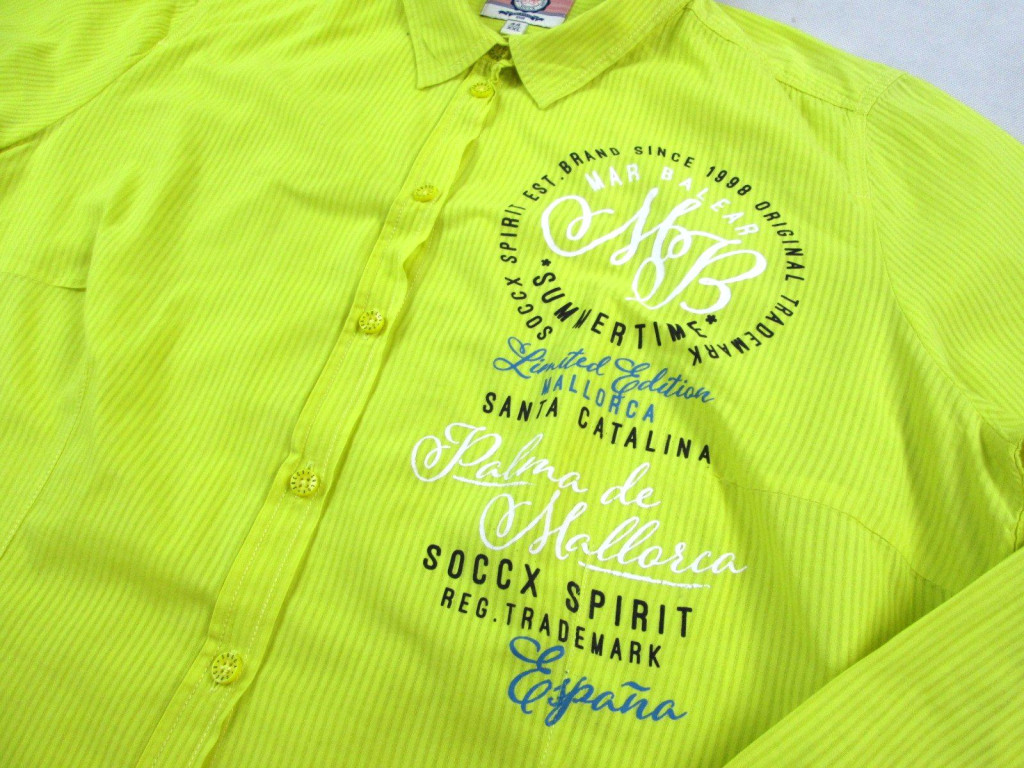 SOCCX SPIRIT EST.BRAND SINCE 1998 ORIGINAL TRADEMARK
MAR BALEAR
MB
*SUMMERTIME*
Limited Edition
MALLORCA
SANTA CATALINA
Palma de
Mallorca
SOCCX SPIRIT
REG.TRADEMARK
España